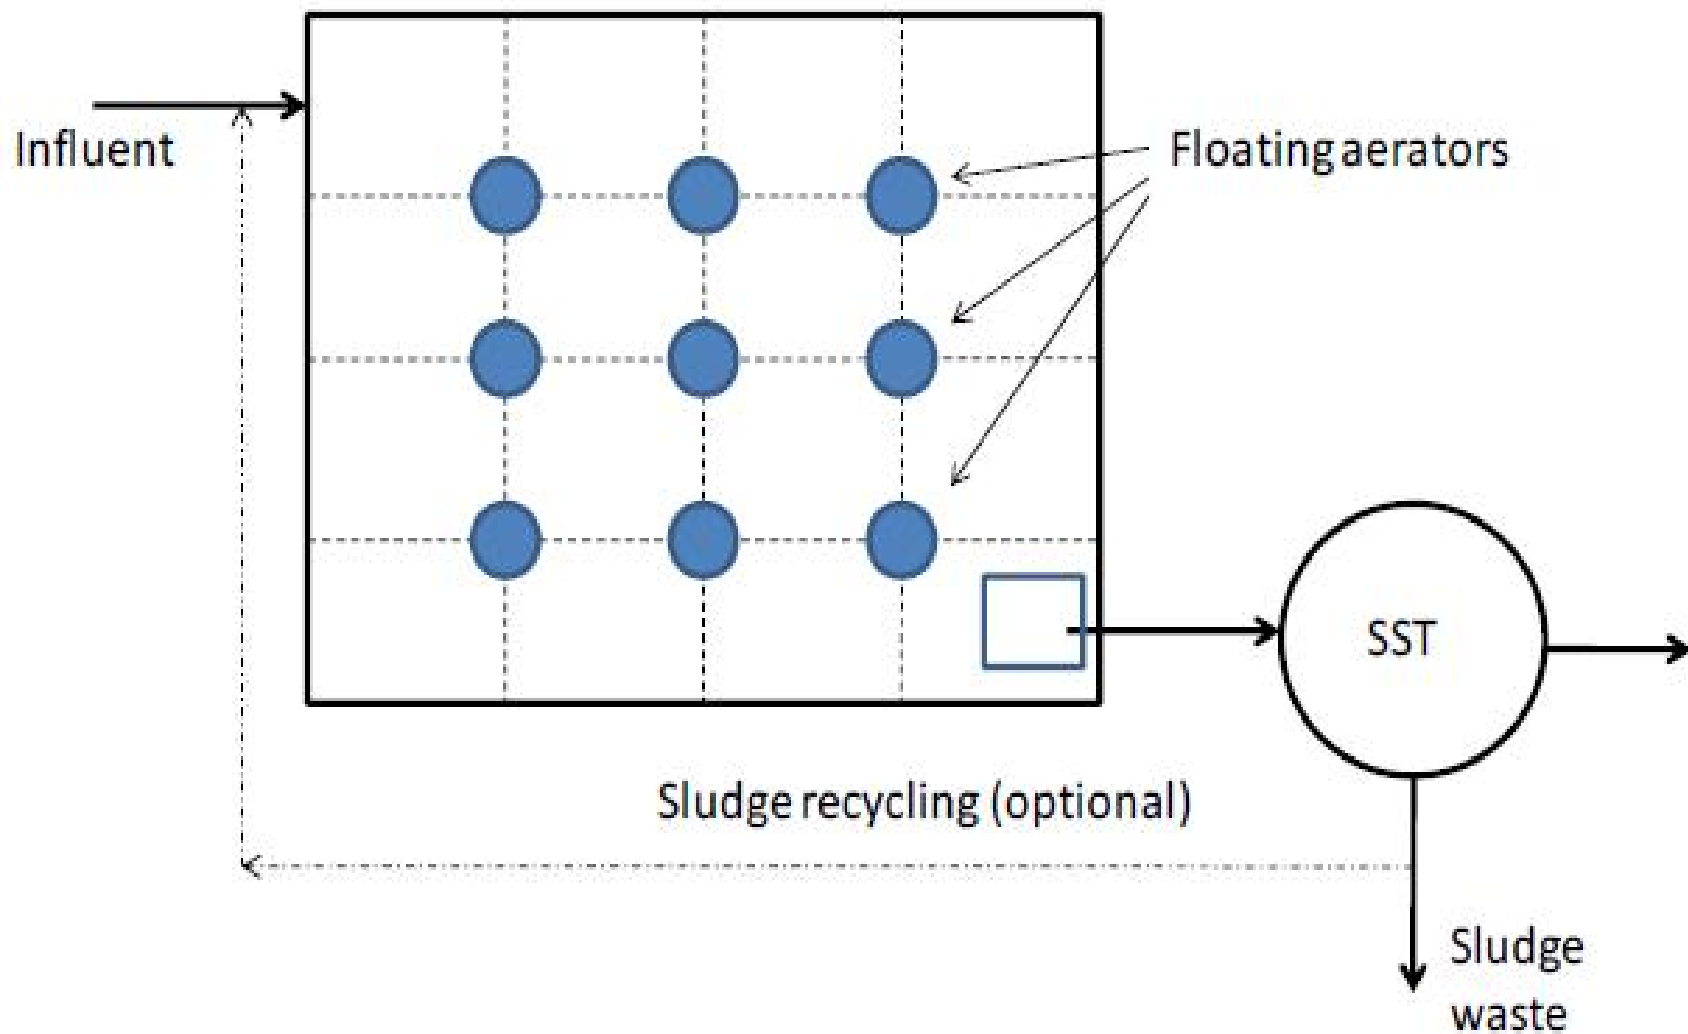 Influent
Floating aerators
SST
Sludge recycling (optional)
Sludge
waste